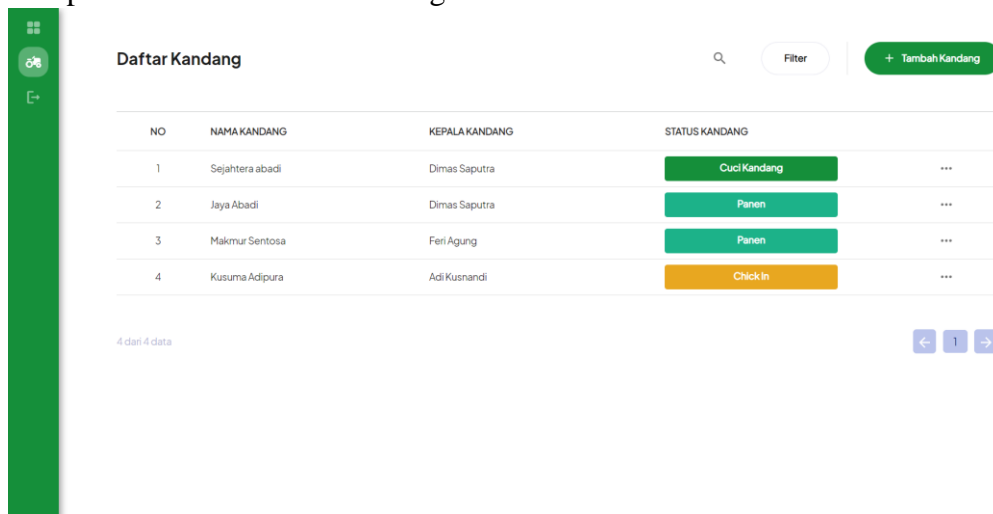 Daftar Kandang
Filter
+ Tambah Kandang
NO NAMA KANDANG KEPALA KANDANG STATUS KANDANG
1 Sejahtera abadi Dimas Saputra Cuci Kandang ...
2 Jaya Abadi Dimas Saputra Panen ...
3 Makmur Sentosa Feri Agung Panen ...
4 Kusuma Adipura Adi Kusnandi Chick In ...
4 dari 4 data
← 1 →